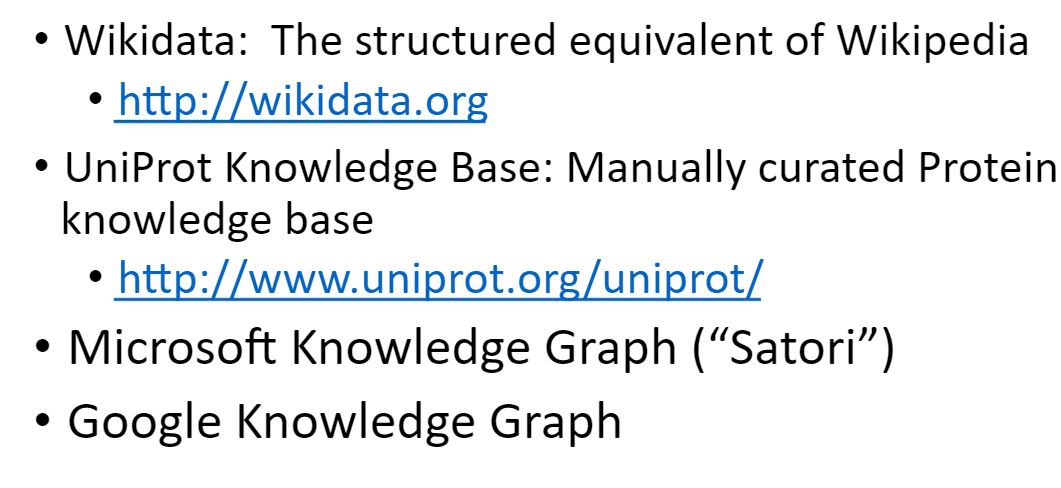 • Wikidata:  The structured equivalent of Wikipedia
• http://wikidata.org
• UniProt Knowledge Base: Manually curated Protein
knowledge base
• http://www.uniprot.org/uniprot/
• Microsoft Knowledge Graph (“Satori”)
• Google Knowledge Graph